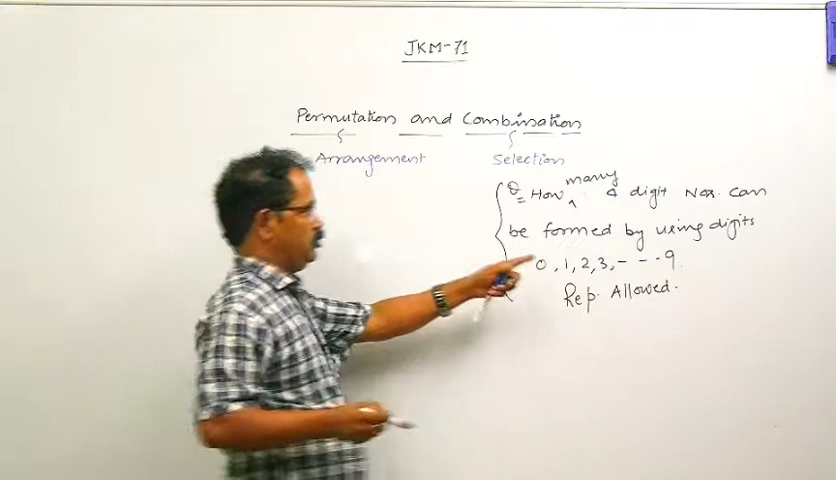 JKM-71
Permutation and Combination
Arrangement Selection
Q= How many 4 digit Nos. Can
be formed by using digits
0, 1, 2, 3, - - - 9.
Rep. Allowed.